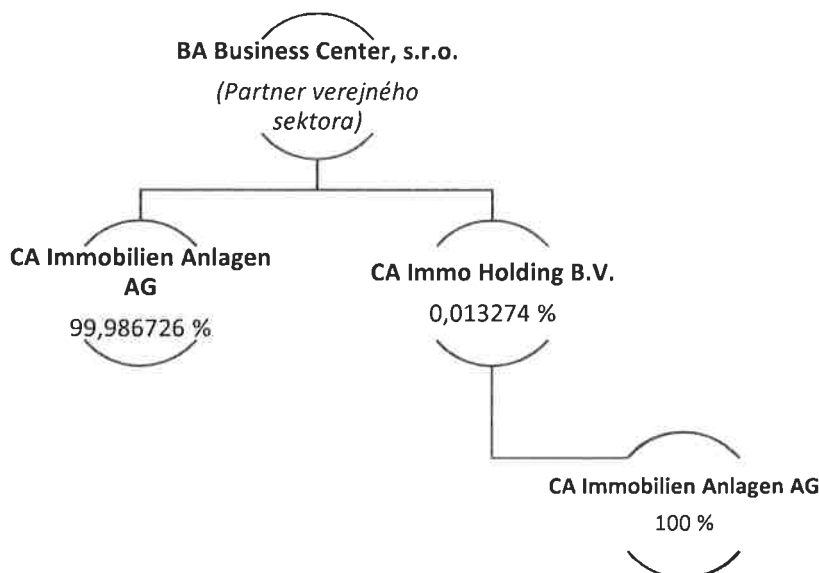 BA Business Center, s.r.o.
(Partner verejného
sektora)
CA Immobilien Anlagen
AG
99,986726 %
CA Immo Holding B.V.
0,013274 %
CA Immobilien Anlagen AG
100 %